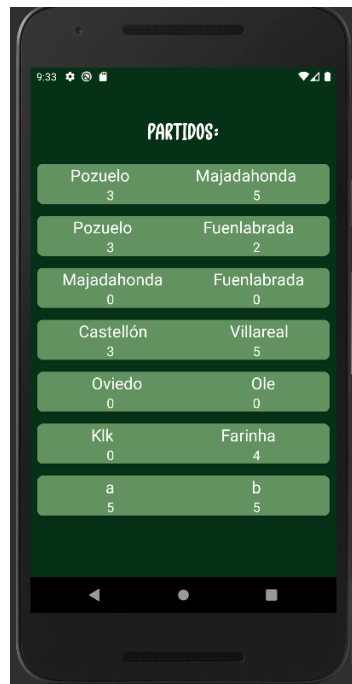 9:33
PARTIDOS:
Pozuelo Majadahonda
3 5
Pozuelo Fuenlabrada
3 2
Majadahonda Fuenlabrada
0 0
Castellón Villareal
3 5
Oviedo Ole
0 0
Klk Farinha
0 4
a b
5 5